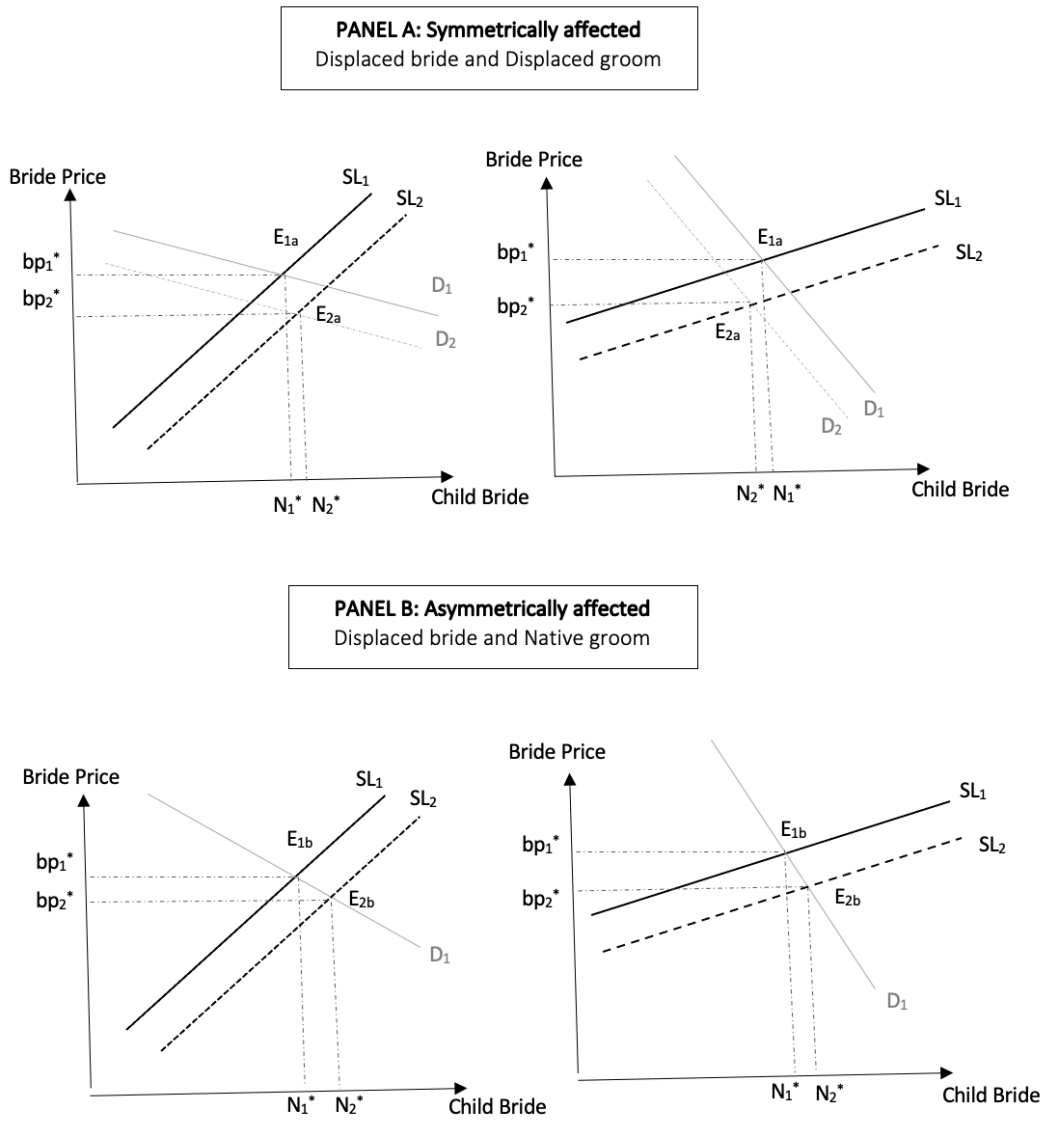 PANEL A: Symmetrically affected
Displaced bride and Displaced groom
Bride Price
SL₁
SL₂
E₁ₐ
bp₁*
bp₂*
D₁
E₂ₐ
D₂
N₁* N₂*
Child Bride
Bride Price
SL₁
E₁ₐ
SL₂
bp₁*
bp₂*
E₂ₐ
D₁
D₂
N₂* N₁*
Child Bride
PANEL B: Asymmetrically affected
Displaced bride and Native groom
Bride Price
SL₁
SL₂
E₁b
bp₁*
bp₂*
E₂b
D₁
N₁* N₂*
Child Bride
Bride Price
SL₁
E₁b
SL₂
bp₁*
bp₂*
E₂b
D₁
N₁* N₂*
Child Bride